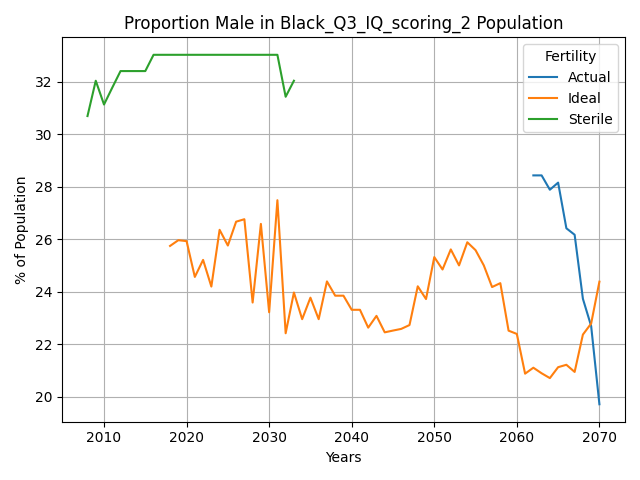 Proportion Male in Black_Q3_IQ_scoring_2 Population
Fertility
Actual
Ideal
Sterile
% of Population
32
30
28
26
24
22
20
2010 2020 2030 2040 2050 2060 2070
Years